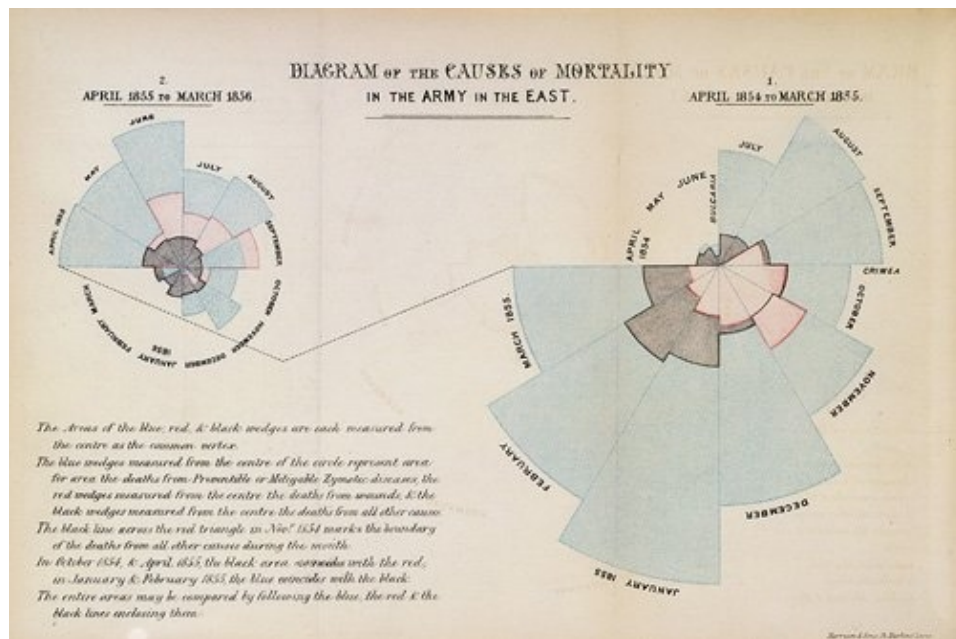 DIAGRAM OF THE CAUSES OF MORTALITY
IN THE ARMY IN THE EAST.
2.
APRIL 1855 TO MARCH 1856
1.
APRIL 1854 TO MARCH 1855.
APRIL 1855
MAY
JUNE
JULY
AUGUST
SEPTEMBER
OCTOBER
NOVEMBER
DECEMBER
JANUARY
1856
FEBRUARY
MARCH
APRIL
1854
MAY
JUNE
BULGARIA
JULY
AUGUST
SEPTEMBER
CRIMEA
OCTOBER
NOVEMBER
DECEMBER
JANUARY 1855
FEBRUARY
MARCH 1855.
The Areas of the blue, red, & black wedges are each measured from
the centre as the common vertex.
The blue wedges measured from the centre of the circle represent area
for area the deaths from Preventible or Mitigable Zymotic diseases, the
red wedges measured from the centre the deaths from wounds, & the
black wedges measured from the centre the deaths from all other causes.
The black line across the red triangle in Novr. 1854 marks the boundary
of the deaths from all other causes during the month.
In October 1854, & April, 1855, the black area coincides with the red,
in January & February 1855, the blue coincides with the black.
The entire areas may be compared by following the blue, the red & the
black lines enclosing them.